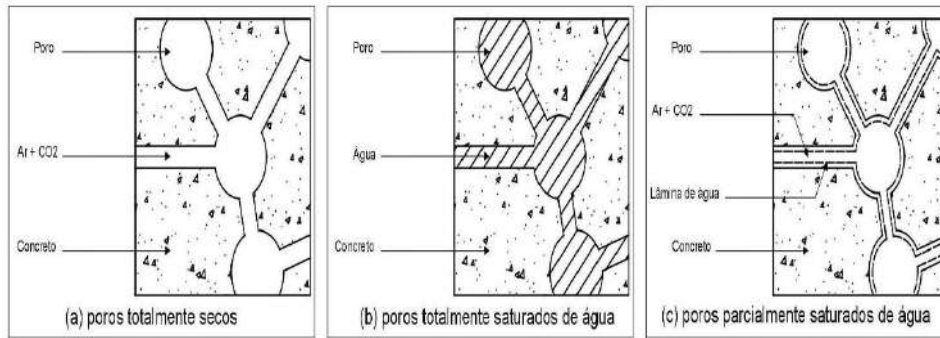 Poro
Ar + CO2
Concreto
(a) poros totalmente secos
Poro
Água
Concreto
(b) poros totalmente saturados de água
Poro
Ar + CO2
Lâmina de água
Concreto
(c) poros parcialmente saturados de água